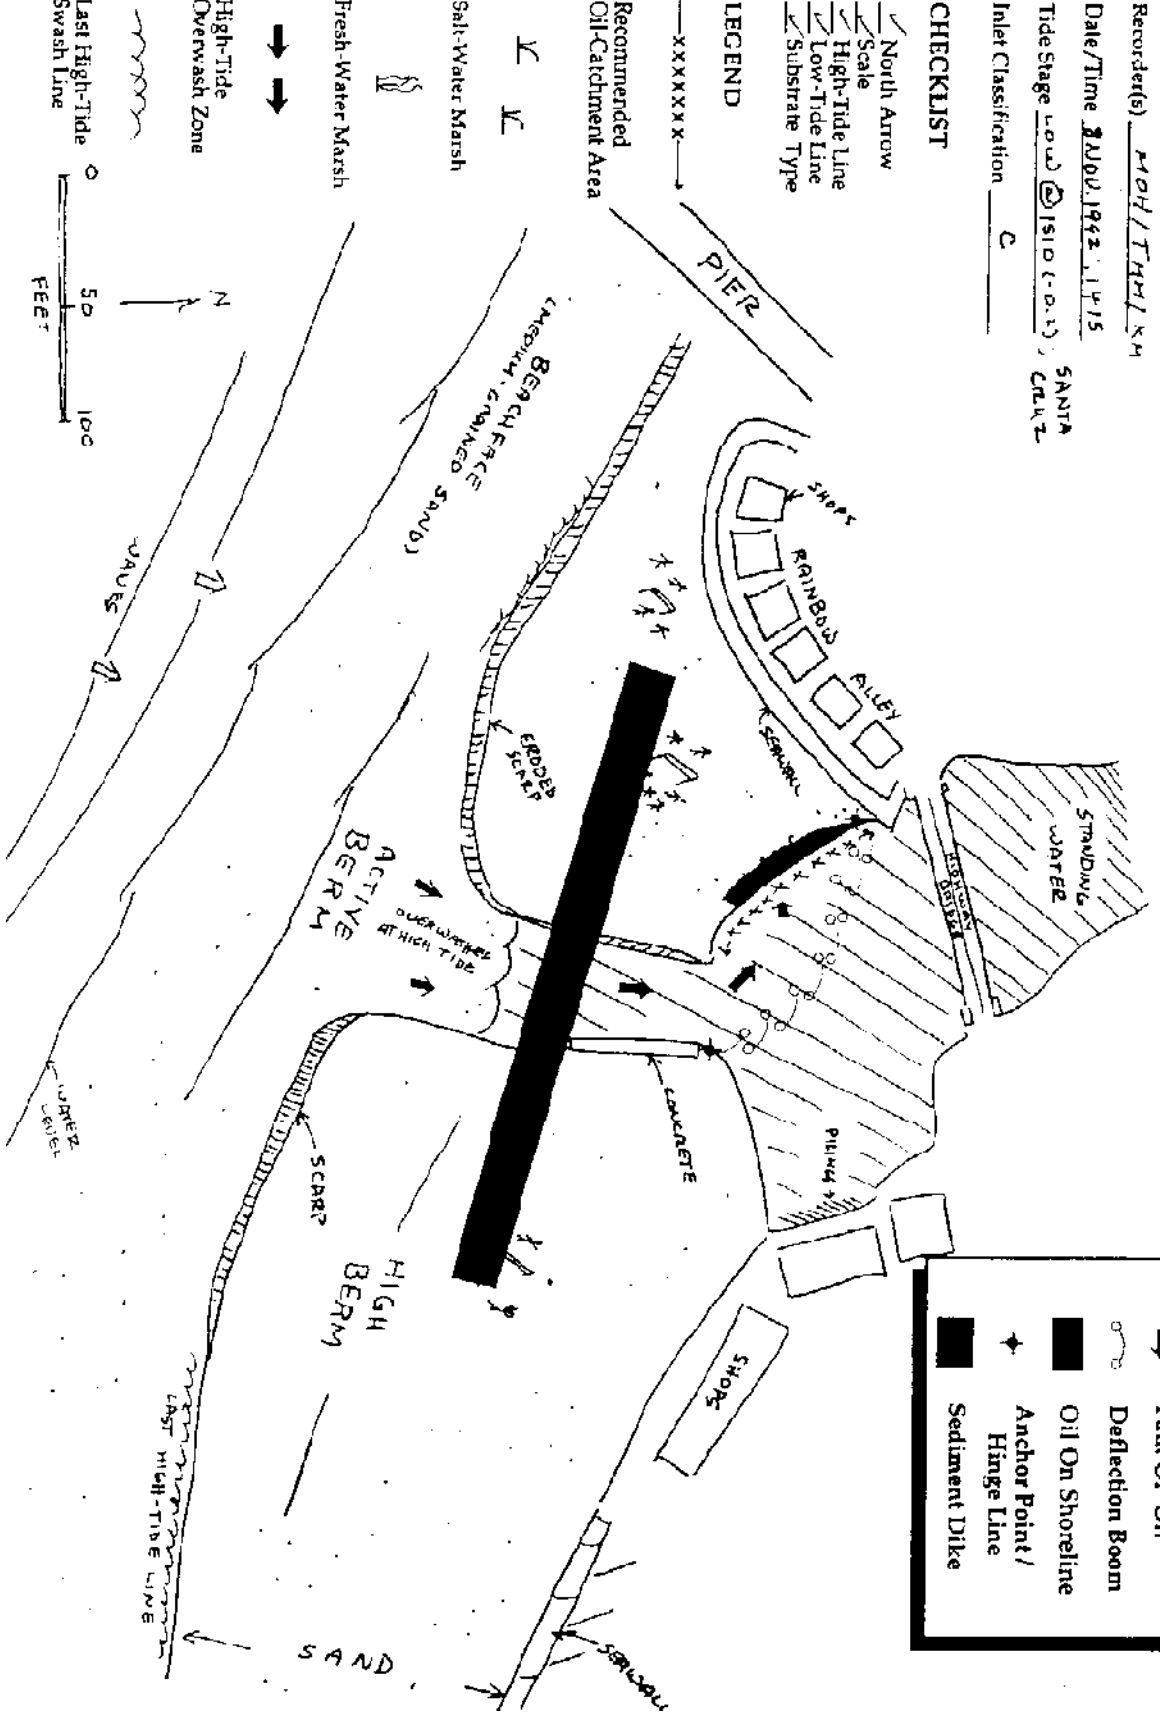 Recorder(s) MOH / TMM / KM
Date/Time 8 NOV. 1992; 1415
Tide Stage LOW @ 1510 (-0.2); SANTA
CRUZ
Inlet Classification C
CHECKLIST
✓ North Arrow
✓ Scale
✓ High-Tide Line
✓ Low-Tide Line
✓ Substrate Type
LEGEND
xxxxxxx
Recommended
Oil-Catchment Area
Salt-Water Marsh
Fresh-Water Marsh
High-Tide
Overwash Zone
Last High-Tide
Swash Line
0 50 100
FEET
N
PIER
SHOPS
RAINBOW
ALLEY
SEAWALL
STANDING
WATER
HIGHWAY
BRIDGE
BEACHFACE
(MEDIUM-GRAINED SAND)
WAVES
ERODED
SCARP
ACTIVE
BERM
OVERWASHED
AT HIGH TIDE
CONCRETE
PILING
SCARP
WATER
LEVEL
HIGH
BERM
SHOPS
LAST HIGH-TIDE LINE
SAND
SEAWALL
Deflection Boom
Oil On Shoreline
Anchor Point/
Hinge Line
Sediment Dike